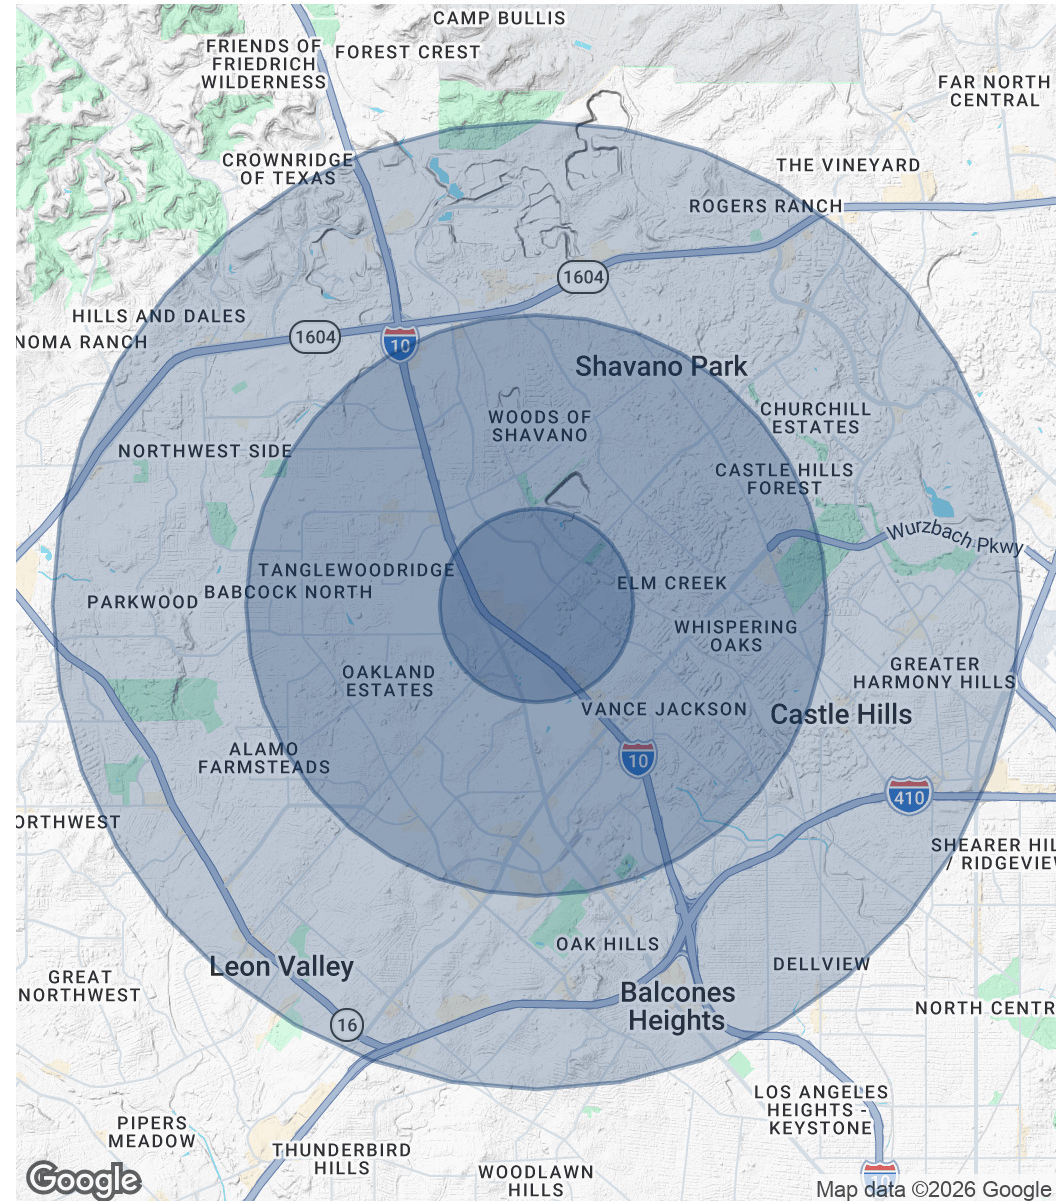 CAMP BULLIS
FRIENDS OF
FRIEDRICH
WILDERNESS
FOREST CREST
FAR NORTH
CENTRAL
CROWNRIDGE
OF TEXAS
THE VINEYARD
ROGERS RANCH
1604
HILLS AND DALES
NOMA RANCH
1604
10
Shavano Park
WOODS OF
SHAVANO
CHURCHILL
ESTATES
NORTHWEST SIDE
CASTLE HILLS
FOREST
Wurzbach Pkwy
TANGLEWOODRIDGE
ELM CREEK
PARKWOOD
BABCOCK NORTH
WHISPERING
OAKS
OAKLAND
ESTATES
GREATER
HARMONY HILLS
VANCE JACKSON
Castle Hills
ALAMO
FARMSTEADS
10
410
ORTHWEST
SHEARER HIL
/ RIDGEVIEW
OAK HILLS
Leon Valley
DELLVIEW
GREAT
NORTHWEST
Balcones
Heights
NORTH CENTR
16
LOS ANGELES
HEIGHTS -
KEYSTONE
PIPERS
MEADOW
THUNDERBIRD
HILLS
WOODLAWN
HILLS
10
Google
Map data ©2026 Google